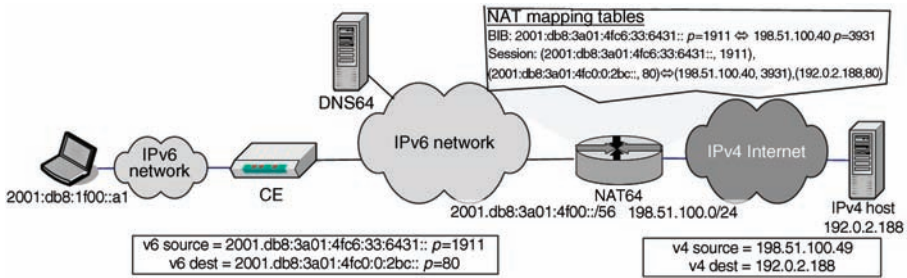 NAT mapping tables
BIB: 2001:db8:3a01:4fc6:33:6431:: p=1911 ⇔ 198.51.100.40 p=3931
Session: (2001:db8:3a01:4fc6:33:6431::, 1911),
(2001:db8:3a01:4fc0:0:2bc::, 80)⇔(198.51.100.40, 3931),(192.0.2.188,80)
DNS64
IPv6
network
IPv6 network
IPv4 Internet
2001:db8:1f00::a1
CE
NAT64
IPv4 host
192.0.2.188
2001.db8:3a01:4f00::/56
198.51.100.0/24
v6 source = 2001.db8:3a01:4fc6:33:6431:: p=1911
v6 dest = 2001.db8:3a01:4fc0:0:2bc:: p=80
v4 source = 198.51.100.49
v4 dest = 192.0.2.188